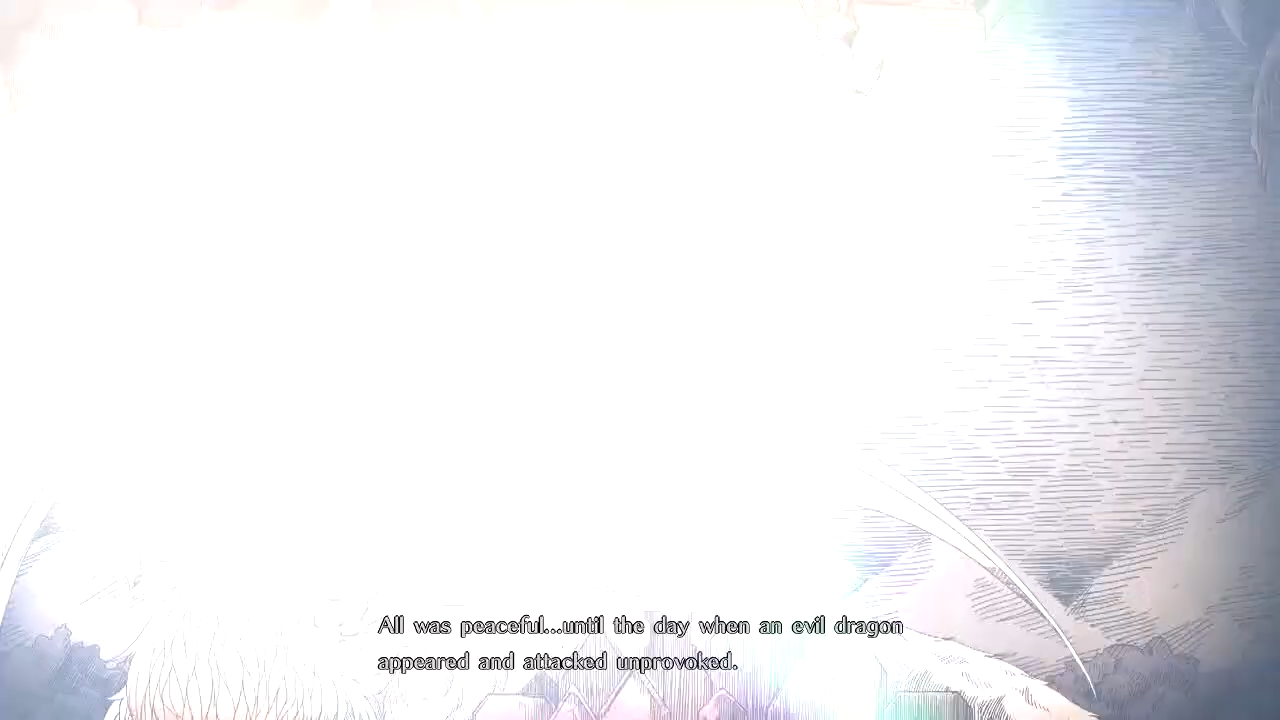 All was peaceful...until the day when an evil dragon
appeared and attacked unprovoked.